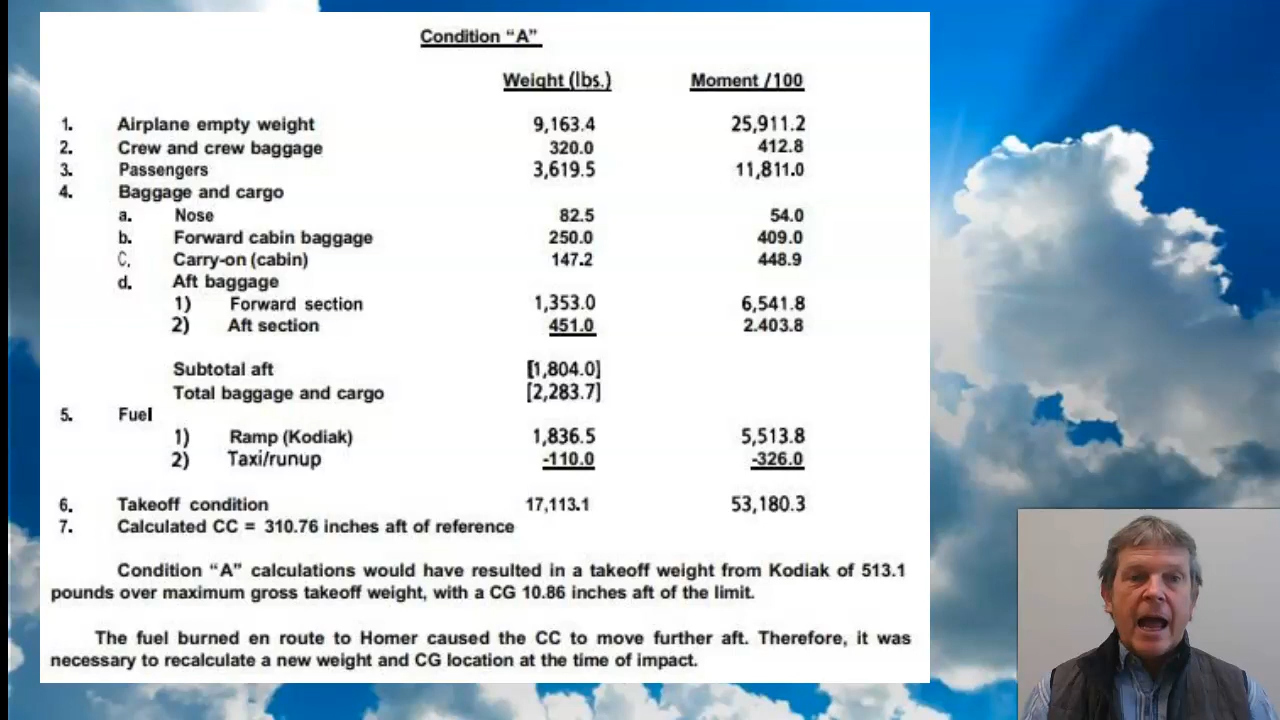 Condition “A”
Weight (lbs.) Moment /100
1. Airplane empty weight 9,163.4 25,911.2
2. Crew and crew baggage 320.0 412.8
3. Passengers 3,619.5 11,811.0
4. Baggage and cargo
a. Nose 82.5 54.0
b. Forward cabin baggage 250.0 409.0
C. Carry-on (cabin) 147.2 448.9
d. Aft baggage
1) Forward section 1,353.0 6,541.8
2) Aft section 451.0 2.403.8
Subtotal aft [1,804.0]
Total baggage and cargo [2,283.7]
5. Fuel
1) Ramp (Kodiak) 1,836.5 5,513.8
2) Taxi/runup -110.0 -326.0
6. Takeoff condition 17,113.1 53,180.3
7. Calculated CC = 310.76 inches aft of reference
Condition “A” calculations would have resulted in a takeoff weight from Kodiak of 513.1
pounds over maximum gross takeoff weight, with a CG 10.86 inches aft of the limit.
The fuel burned en route to Homer caused the CC to move further aft. Therefore, it was
necessary to recalculate a new weight and CG location at the time of impact.